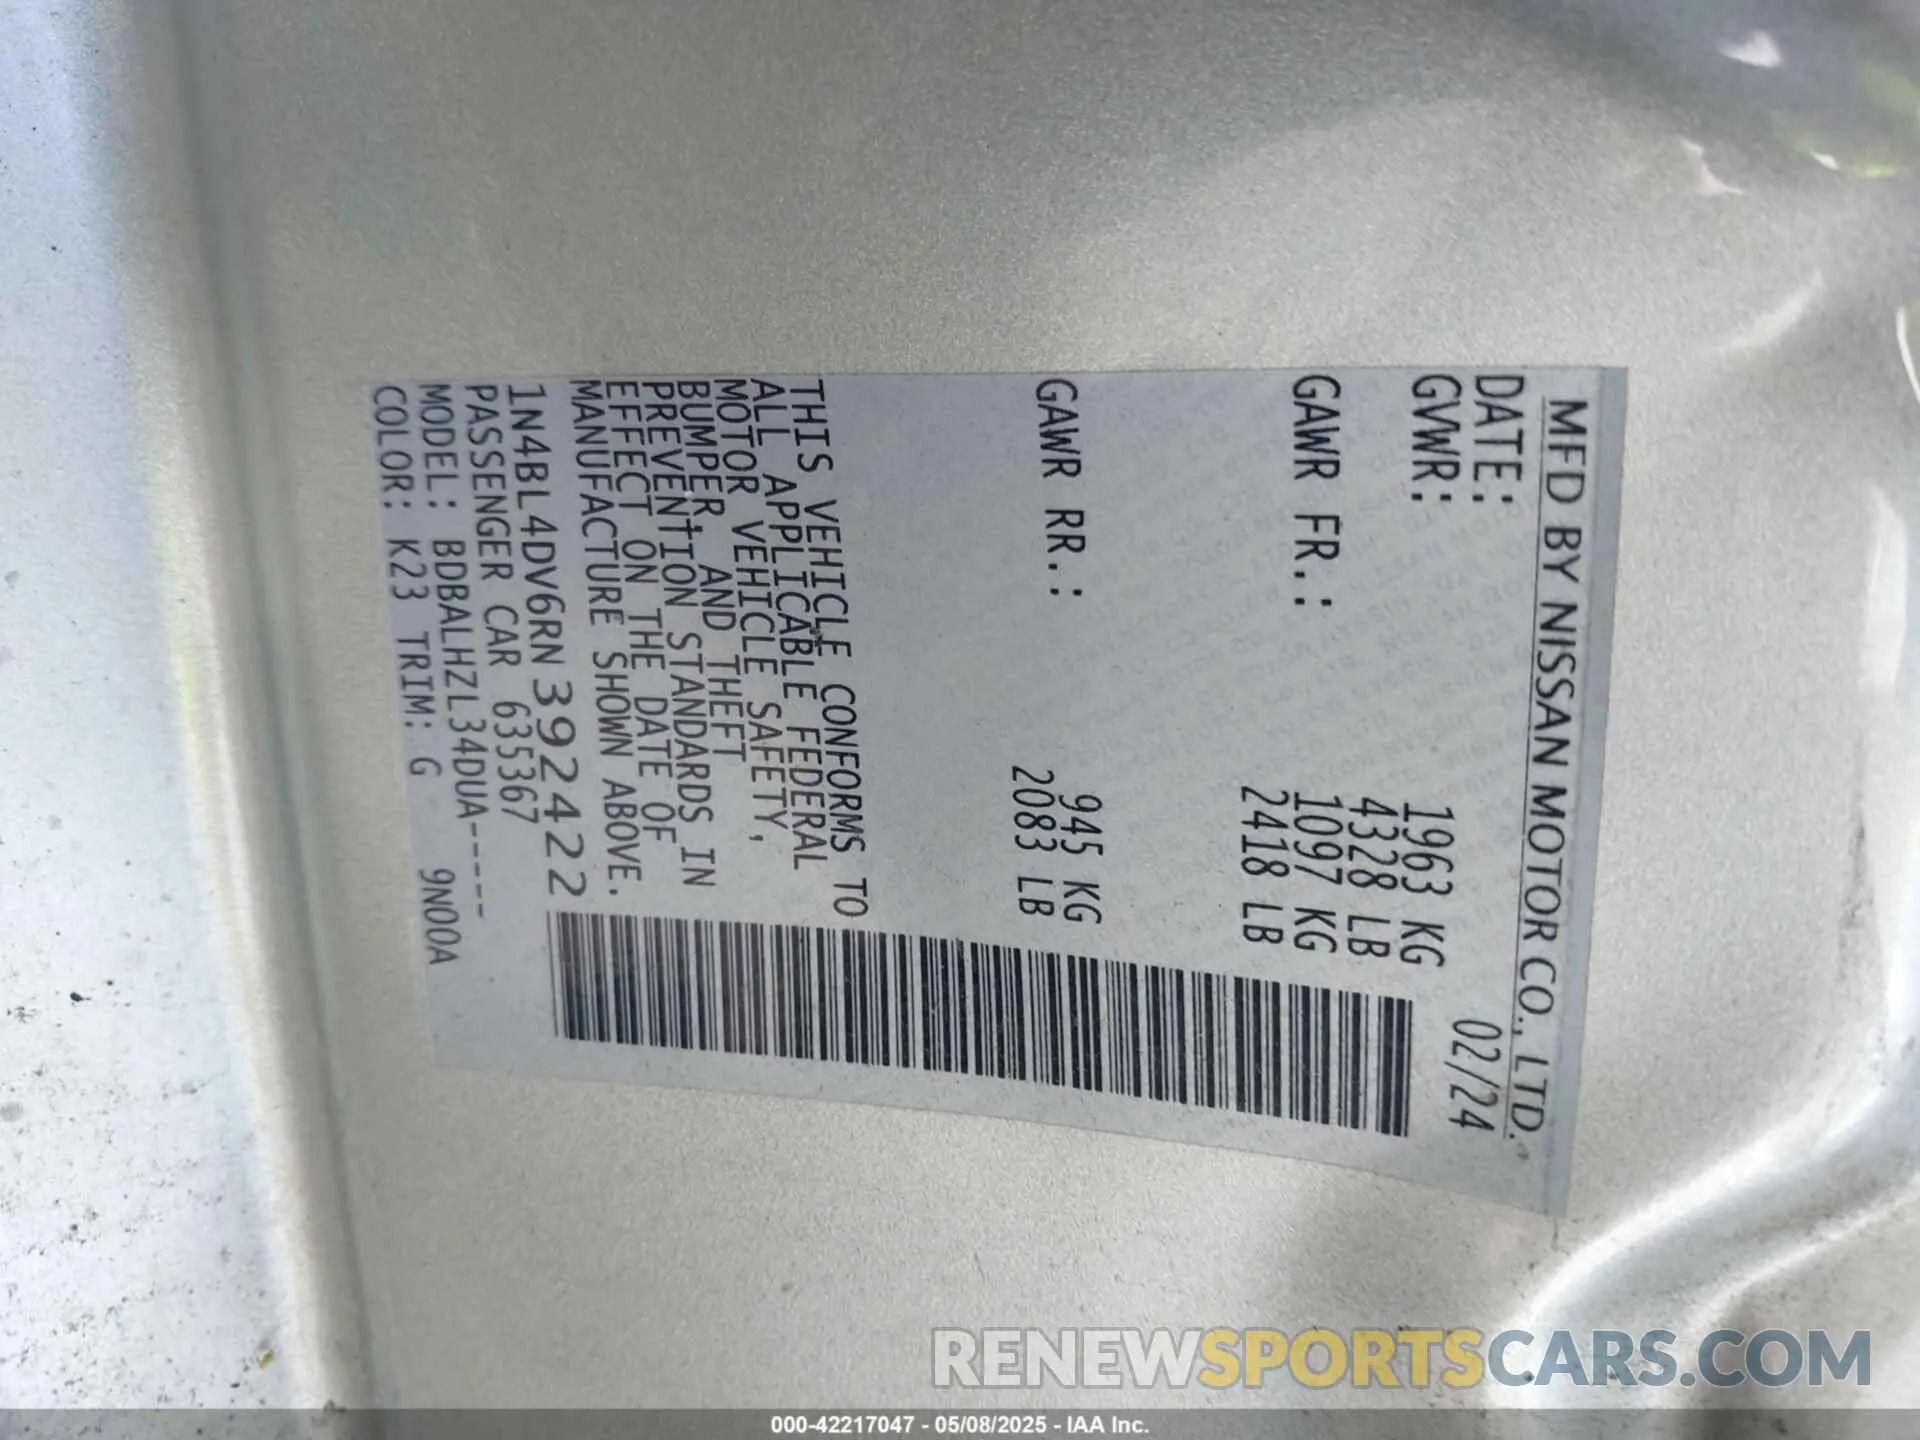 MFD BY NISSAN MOTOR CO., LTD.
DATE: 02/24
GVWR: 1963 KG
4328 LB
GAWR FR.: 1097 KG
2418 LB
GAWR RR.: 945 KG
2083 LB
THIS VEHICLE CONFORMS TO
ALL APPLICABLE FEDERAL
MOTOR VEHICLE SAFETY,
BUMPER, AND THEFT
PREVENTION STANDARDS IN
EFFECT ON THE DATE OF
MANUFACTURE SHOWN ABOVE.
1N4BL4DV6RN392422
PASSENGER CAR 635367
MODEL: BDBALHZL34DUA-----
COLOR: K23 TRIM: G 9N00A
RENEWSPORTSCARS.COM
000-42217047 - 05/08/2025 - IAA Inc.